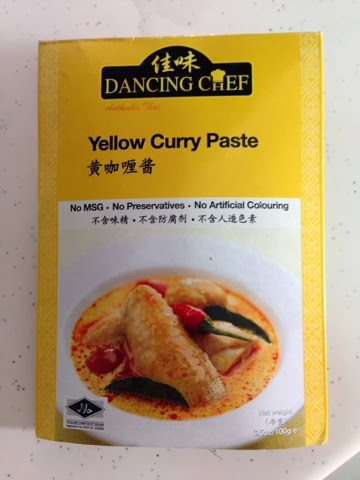 佳味
DANCING CHEF
Authentic Thai
Yellow Curry Paste
黄咖喱酱
No MSG • No Preservatives • No Artificial Colouring
不含味精 • 不含防腐剂 • 不含人造色素
Net weight
/100g e